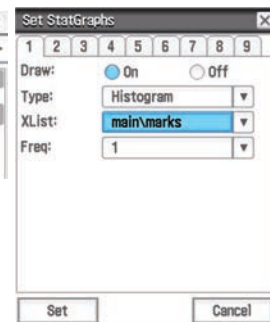 Set StatGraphs
1 2 3 4 5 6 7 8 9
Draw: On Off
Type: Histogram
XList: main\marks
Freq: 1
Set Cancel